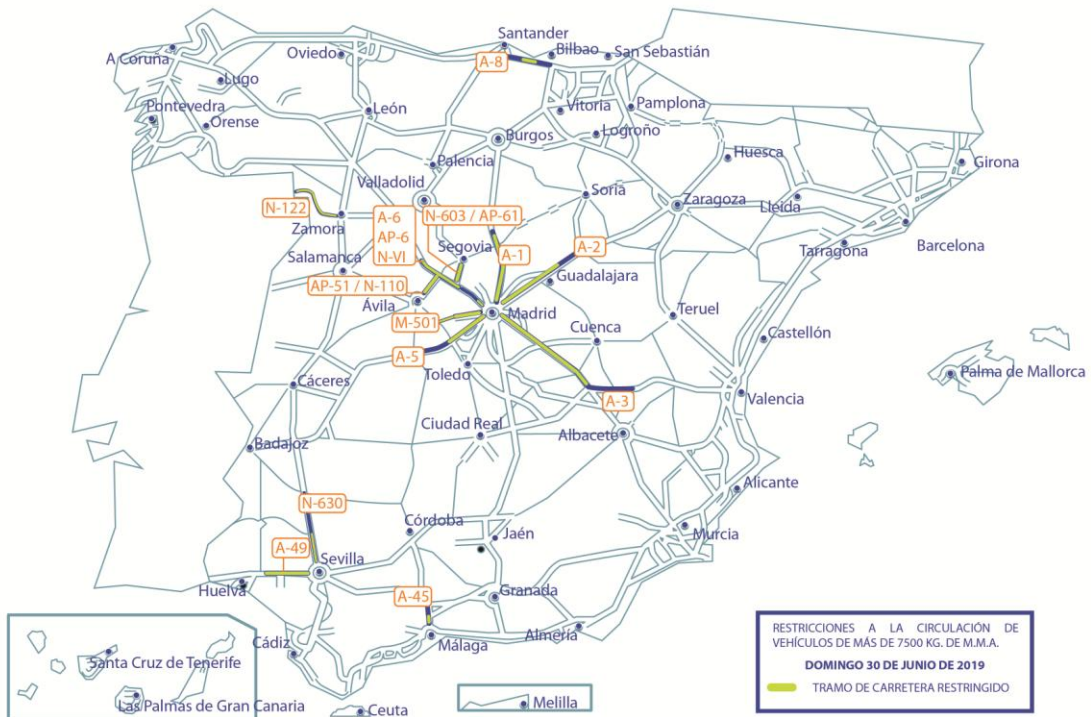 Santander
A Coruña
Oviedo
Bilbao
San Sebastián
A-8
Lugo
Pontevedra
León
Vitoria
Pamplona
Orense
Burgos
Logroño
Huesca
Girona
Palencia
Valladolid
Soria
Zaragoza
Lleida
N-122
Zamora
A-6
AP-6
N-VI
N-603 / AP-61
Segovia
A-1
A-2
Barcelona
Tarragona
Salamanca
AP-51 / N-110
Guadalajara
Ávila
Madrid
M-501
Cuenca
Teruel
Castellón
A-5
Toledo
Palma de Mallorca
Cáceres
A-3
Valencia
Ciudad Real
Albacete
Badajoz
Alicante
N-630
Córdoba
Jaén
Murcia
A-49
Sevilla
Huelva
A-45
Granada
Cádiz
Málaga
Almería
Santa Cruz de Tenerife
Las Palmas de Gran Canaria
Ceuta
Melilla
RESTRICCIONES A LA CIRCULACIÓN DE
VEHÍCULOS DE MÁS DE 7500 KG. DE M.M.A.
DOMINGO 30 DE JUNIO DE 2019
TRAMO DE CARRETERA RESTRINGIDO